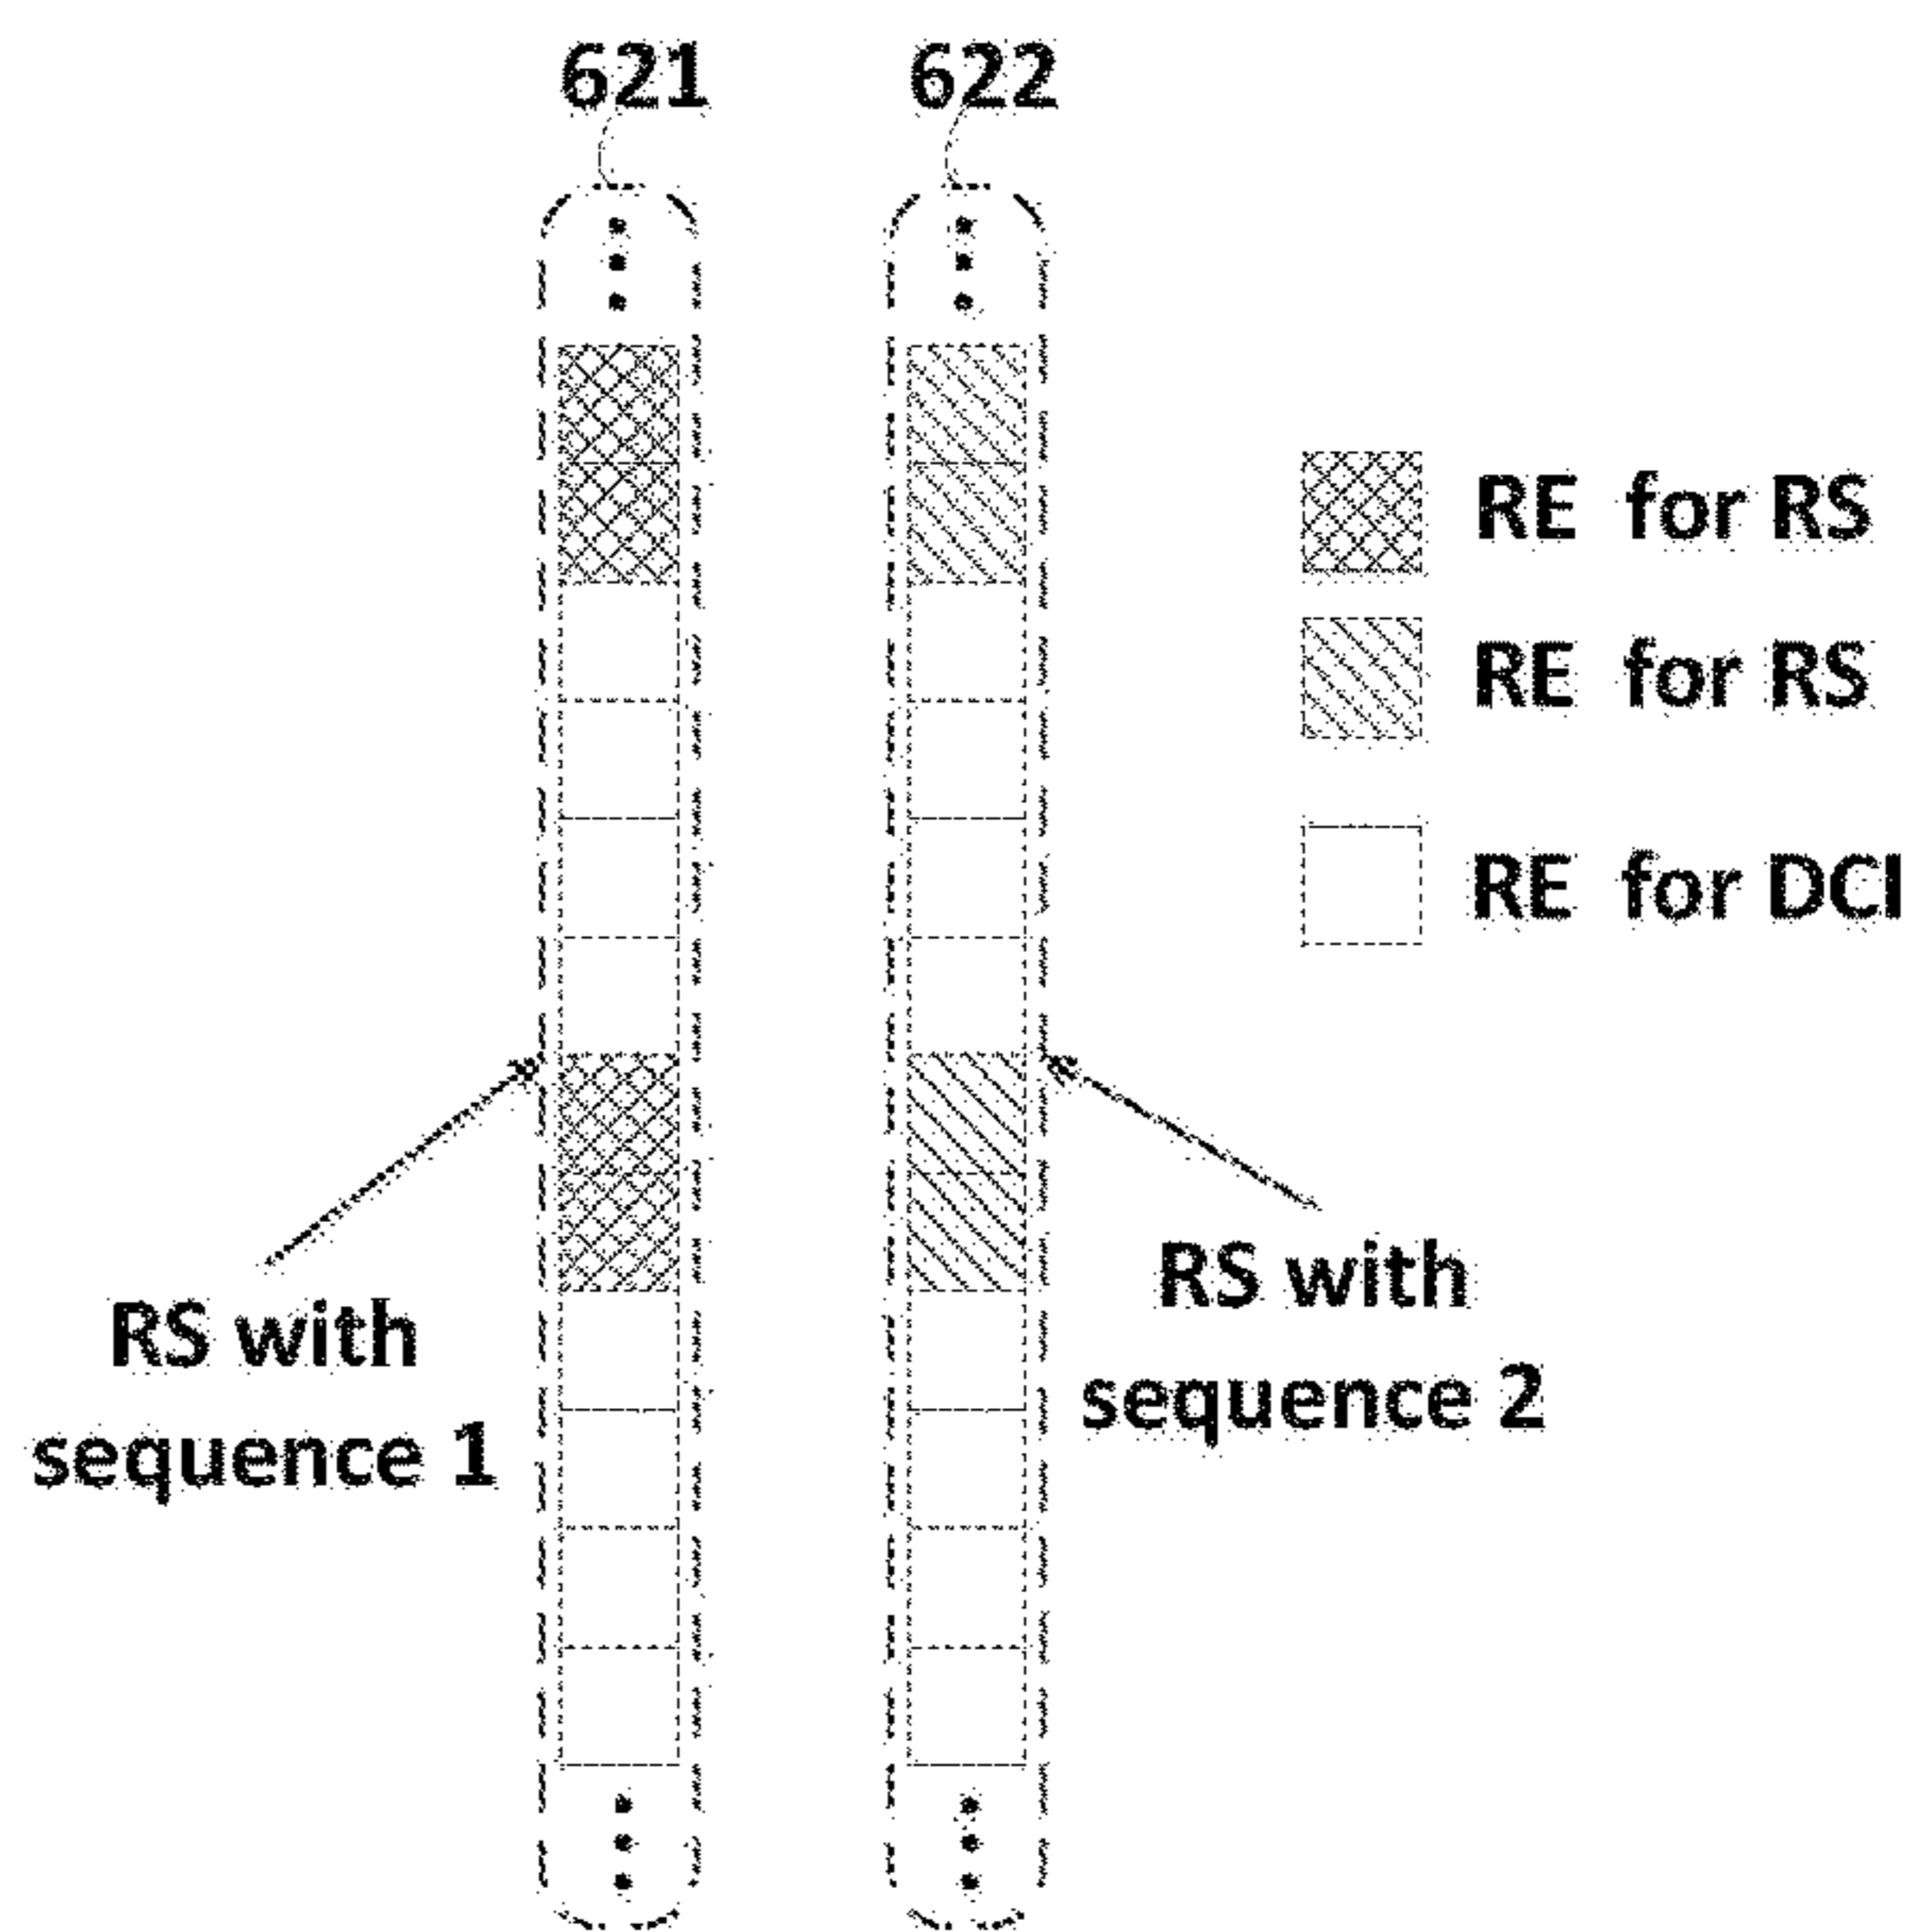 621
622
RE for RS
RE for RS
RE for DCI
RS with
sequence 1
RS with
sequence 2